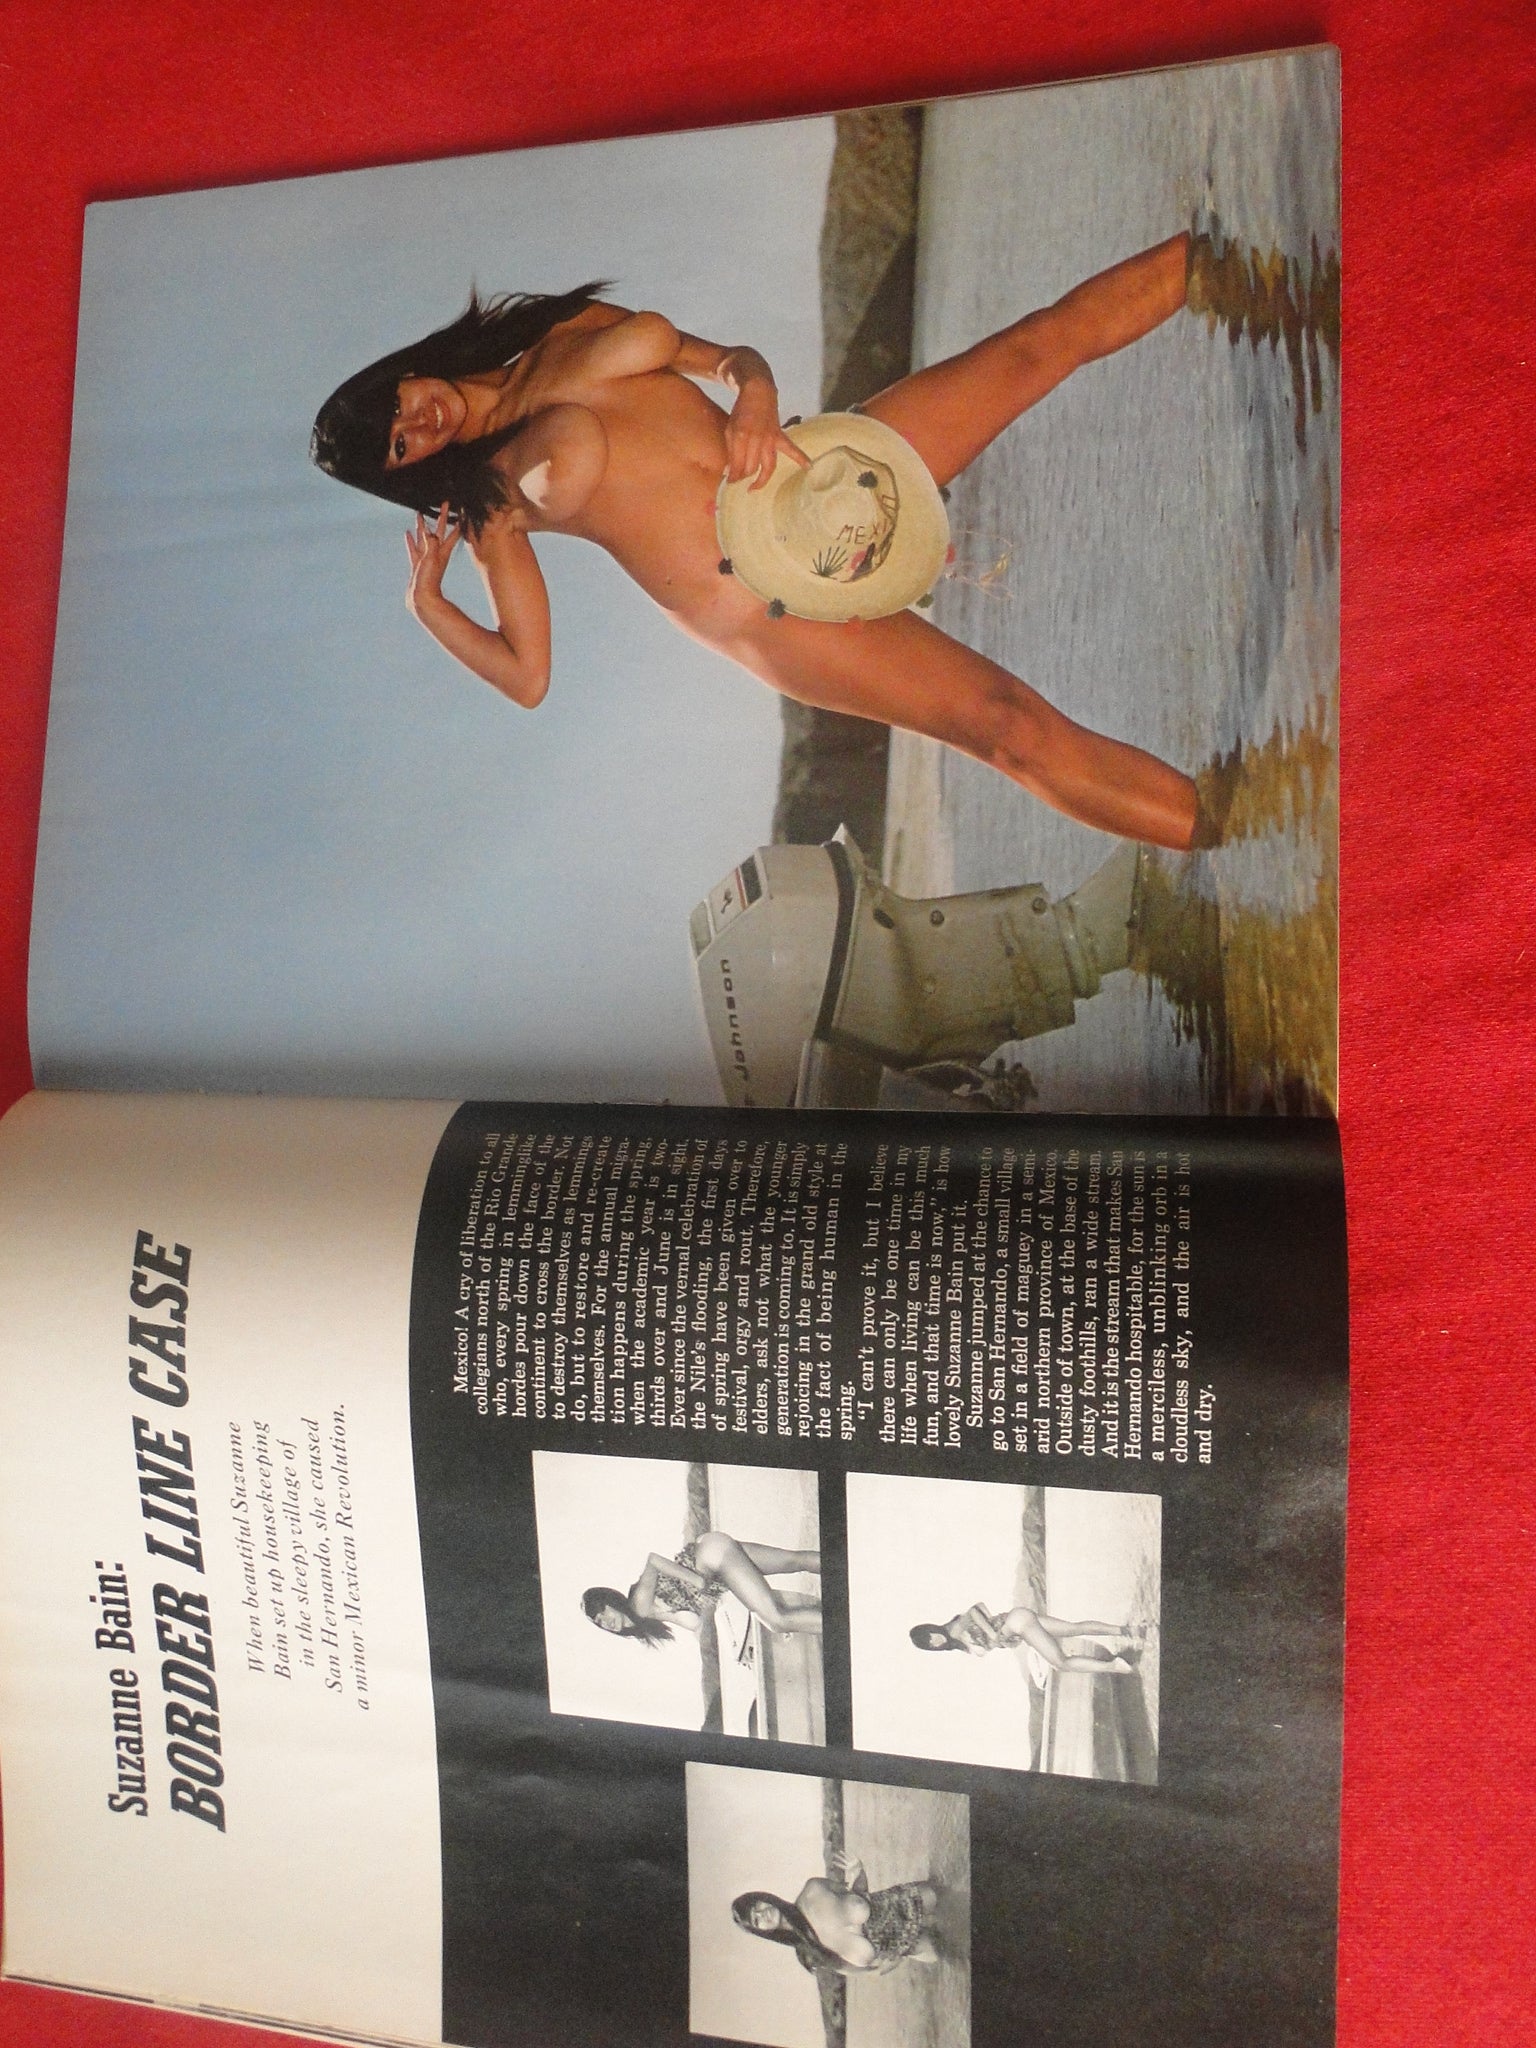 Suzanne Bain:
BORDER LINE CASE
When beautiful Suzanne
Bain set up housekeeping
in the sleepy village of
San Hernando, she caused
a minor Mexican Revolution.
Mexico! A cry of liberation to all
collegians north of the Rio Grande
who, every spring in lemminglike
hordes pour down the face of the
continent to cross the border. Not
to destroy themselves as lemmings
do, but to restore and re-create
themselves. For the annual migra-
tion happens during the spring,
when the academic year is two-
thirds over and June is in sight.
Ever since the vernal celebration of
the Nile's flooding, the first days
of spring have been given over to
festival, orgy and rout. Therefore,
elders, ask not what the younger
generation is coming to. It is simply
rejoicing in the grand old style at
the fact of being human in the
spring.
"I can't prove it, but I believe
there can only be one time in my
life when living can be this much
fun, and that time is now," is how
lovely Suzanne Bain put it.
Suzanne jumped at the chance to
go to San Hernando, a small village
set in a field of maguey in a semi-
arid northern province of Mexico.
Outside of town, at the base of the
dusty foothills, ran a wide stream.
And it is the stream that makes San
Hernando hospitable, for the sun is
a merciless, unblinking orb in a
cloudless sky, and the air is hot
and dry.
MEXI
Johnson